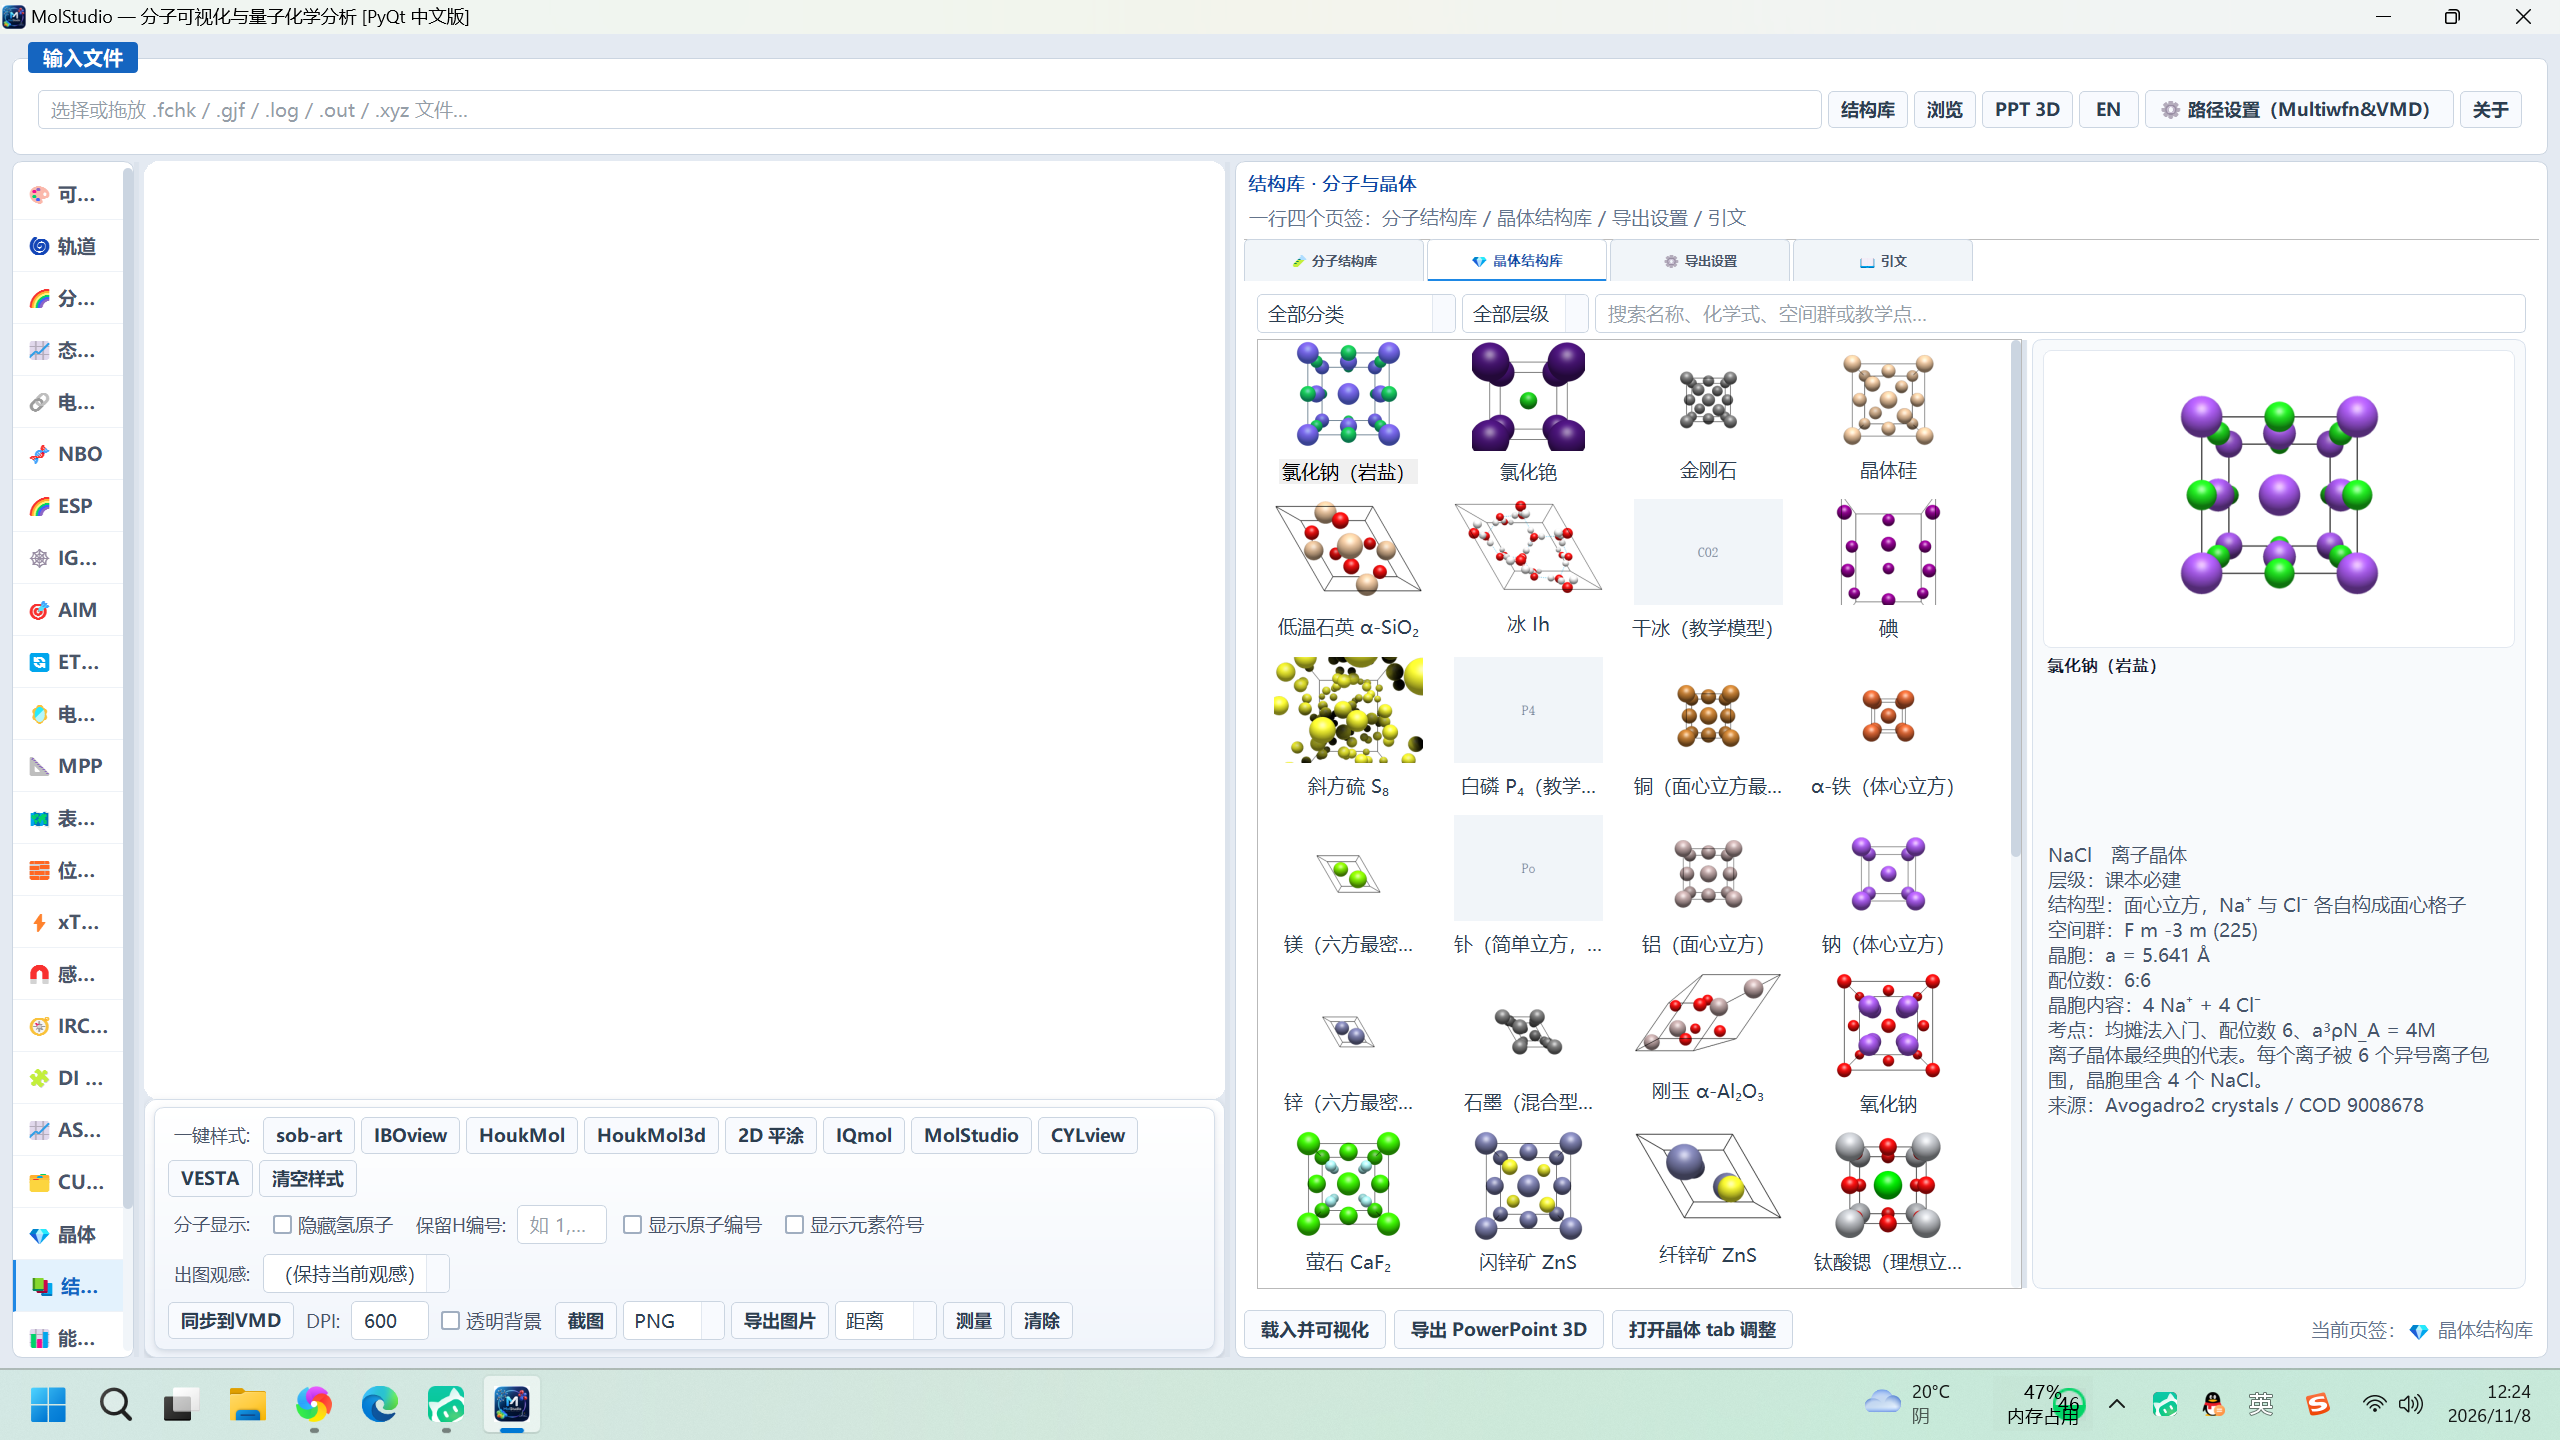 MolStudio — 分子可视化与量子化学分析 [PyQt 中文版]
输入文件
选择或拖放 .fchk / .gjf / .log / .out / .xyz 文件...
结构库 浏览 PPT 3D EN 路径设置（Multiwfn&VMD） 关于
可...
轨道
分...
态...
电...
NBO
ESP
IG...
AIM
ET...
电...
MPP
表...
位...
xT...
感...
IRC...
DI ...
AS...
CU...
晶体
结...
能...
一键样式: sob-art IBOview HoukMol HoukMol3d 2D 平涂 IQmol MolStudio CYLview
VESTA 清空样式
分子显示: 隐藏氢原子 保留H编号: 如 1,... 显示原子编号 显示元素符号
出图观感: （保持当前观感）
同步到VMD DPI: 600 透明背景 截图 PNG 导出图片 距离 测量 清除
结构库 · 分子与晶体
一行四个页签：分子结构库 / 晶体结构库 / 导出设置 / 引文
分子结构库 晶体结构库 导出设置 引文
全部分类 全部层级 搜索名称、化学式、空间群或教学点...
氯化钠（岩盐） 氯化铯 金刚石 晶体硅
CO2
低温石英 α-SiO₂ 冰 Ih 干冰（教学模型） 碘
P4
斜方硫 S₈ 白磷 P₄（教学... 铜（面心立方最... α-铁（体心立方）
Po
镁（六方最密... 钋（简单立方，... 铝（面心立方） 钠（体心立方）
锌（六方最密... 石墨（混合型... 刚玉 α-Al₂O₃ 氧化钠
萤石 CaF₂ 闪锌矿 ZnS 纤锌矿 ZnS 钛酸锶（理想立...
氯化钠（岩盐）
NaCl 离子晶体
层级：课本必建
结构型：面心立方，Na⁺ 与 Cl⁻ 各自构成面心格子
空间群：F m -3 m (225)
晶胞：a = 5.641 Å
配位数：6:6
晶胞内容：4 Na⁺ + 4 Cl⁻
考点：均摊法入门、配位数 6、a³ρN_A = 4M
离子晶体最经典的代表。每个离子被 6 个异号离子包
围，晶胞里含 4 个 NaCl。
来源：Avogadro2 crystals / COD 9008678
载入并可视化 导出 PowerPoint 3D 打开晶体 tab 调整 当前页签： 晶体结构库
20°C
阴
47%
内存占用
46
英
12:24
2026/11/8